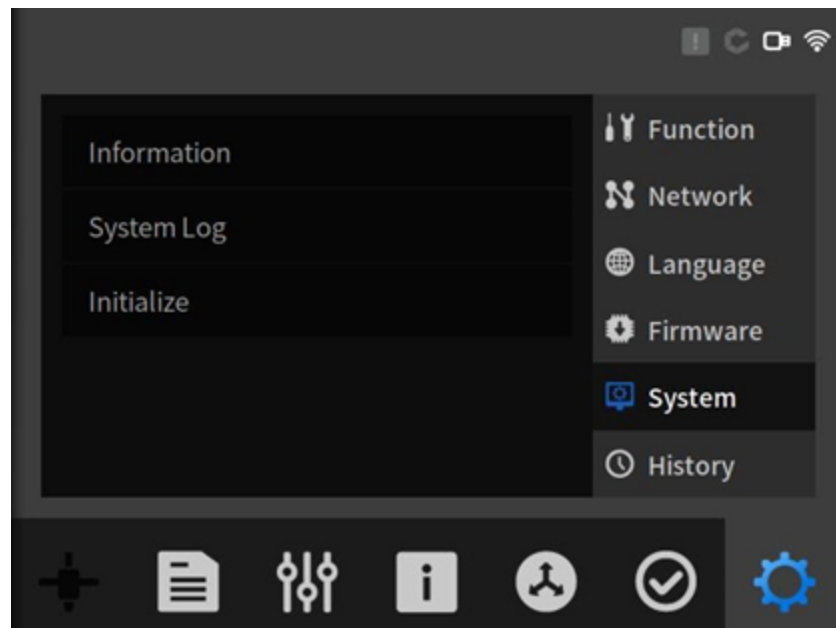 Information
System Log
Initialize
Function
Network
Language
Firmware
System
History